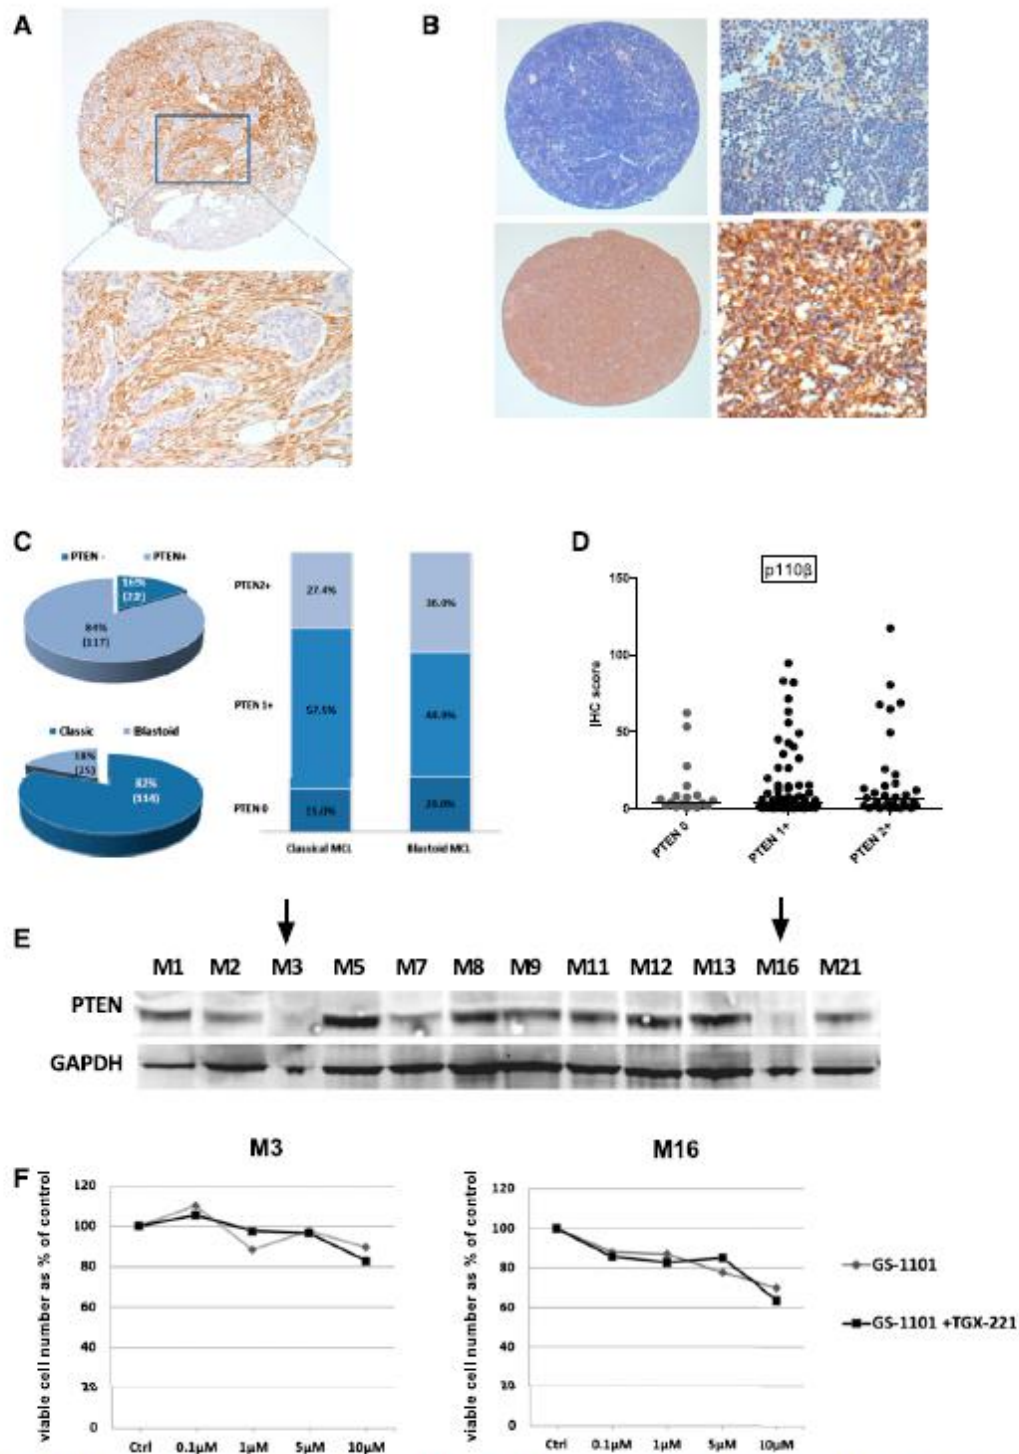 A
B
C
PTEN - PTEN+
16%
84%
(117)
Classic Blastoid
18%
(25)
82%
(114)
PTEN2+
PTEN 1+
PTEN 0
27.4%
57.5%
15.0%
36.0%
20.0%
Classical MCL
Blastoid MCL
D
p110β
IHC score
150
100
50
0
PTEN 0
PTEN 1+
PTEN 2+
E
M1 M2 M3 M5 M7 M8 M9 M11 M12 M13 M16 M21
PTEN
GAPDH
F
M3
viable cell number as % of control
120
100
80
60
40
20
0
Ctrl 0.1µM 1µM 5µM 10µM
M16
viable cell number as % of control
120
100
80
60
40
20
0
Ctrl 0.1µM 1µM 5µM 10µM
GS-1101
GS-1101 +TGX-221